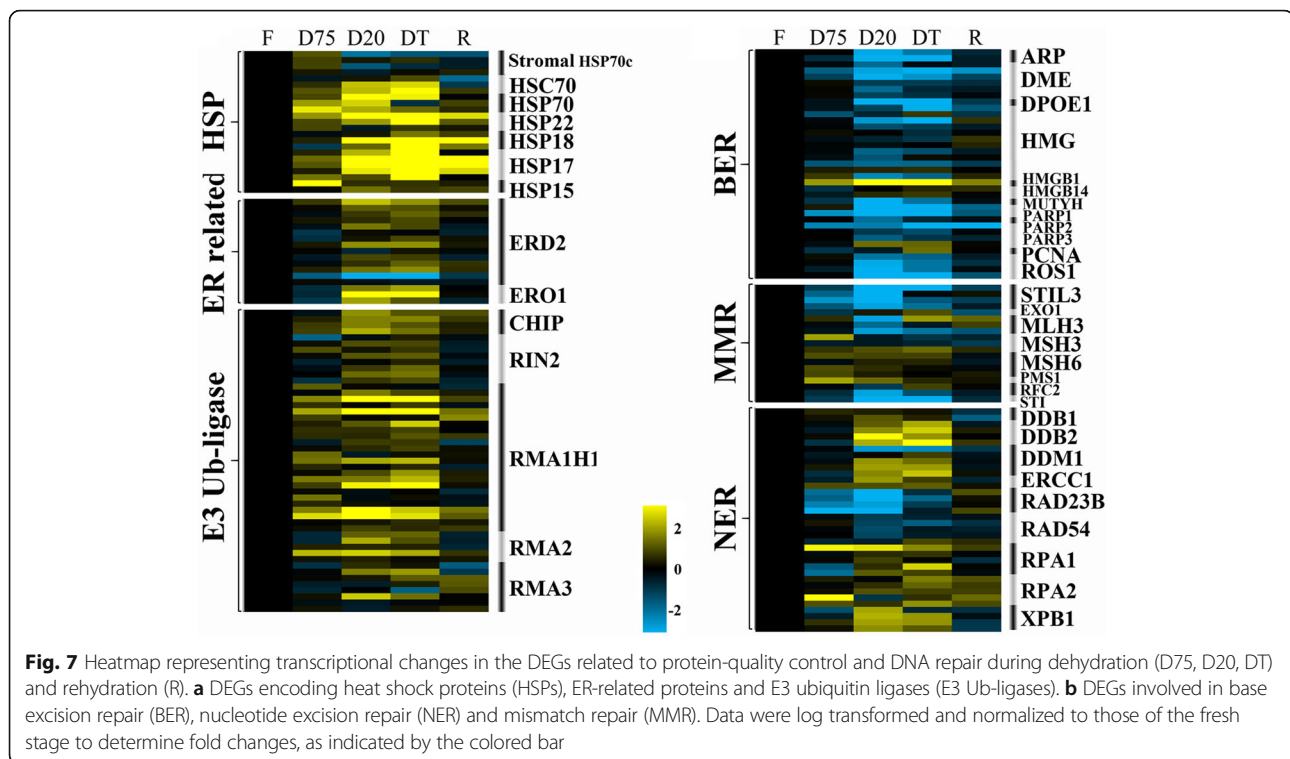 F D75 D20 DT R
HSP
Stromal HSP70c
HSC70
HSP70
HSP22
HSP18
HSP17
HSP15
ER related
ERD2
ERO1
E3 Ub-ligase
CHIP
RIN2
RMA1H1
RMA2
RMA3
2
0
-2
F D75 D20 DT R
BER
ARP
DME
DPOE1
HMG
HMGB1
HMGB14
MUTYH
PARP1
PARP2
PARP3
PCNA
ROS1
MMR
STIL3
EXO1
MLH3
MSH3
MSH6
PMS1
RFC2
STI
NER
DDB1
DDB2
DDM1
ERCC1
RAD23B
RAD54
RPA1
RPA2
XPB1
Fig. 7 Heatmap representing transcriptional changes in the DEGs related to protein-quality control and DNA repair during dehydration (D75, D20, DT)
and rehydration (R). a DEGs encoding heat shock proteins (HSPs), ER-related proteins and E3 ubiquitin ligases (E3 Ub-ligases). b DEGs involved in base
excision repair (BER), nucleotide excision repair (NER) and mismatch repair (MMR). Data were log transformed and normalized to those of the fresh
stage to determine fold changes, as indicated by the colored bar